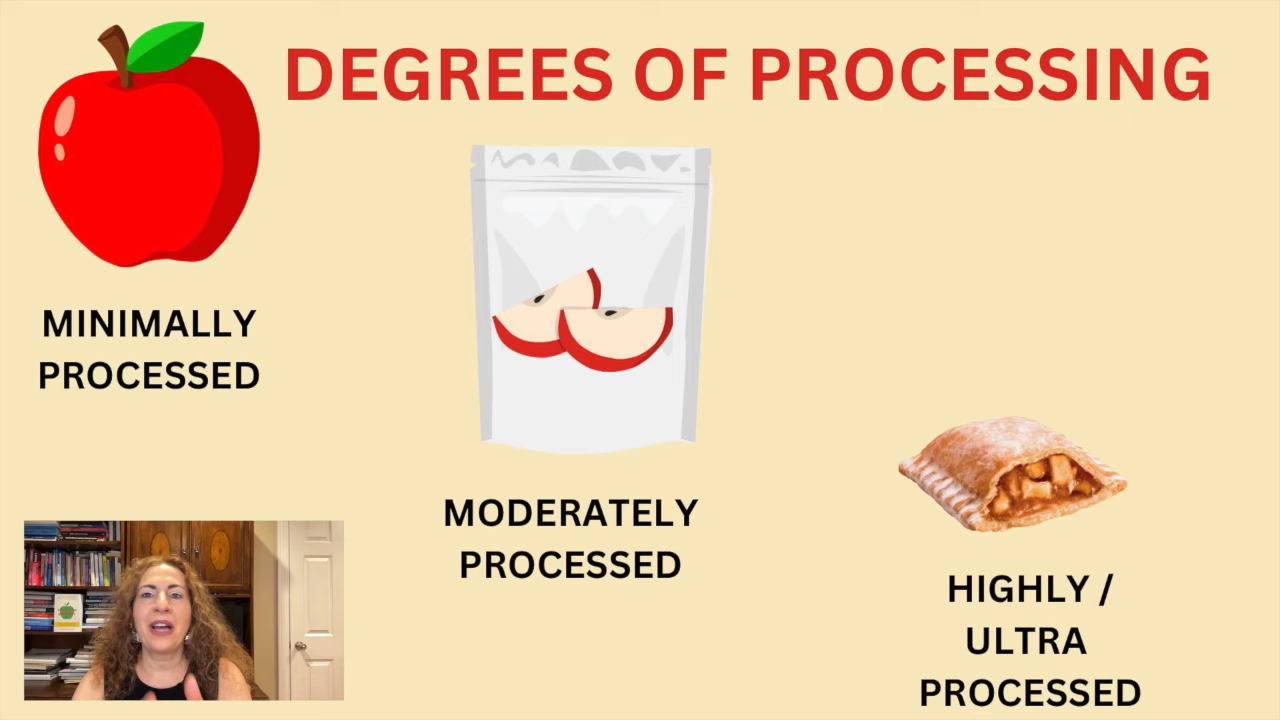 DEGREES OF PROCESSING
MINIMALLY
PROCESSED
MODERATELY
PROCESSED
HIGHLY /
ULTRA
PROCESSED